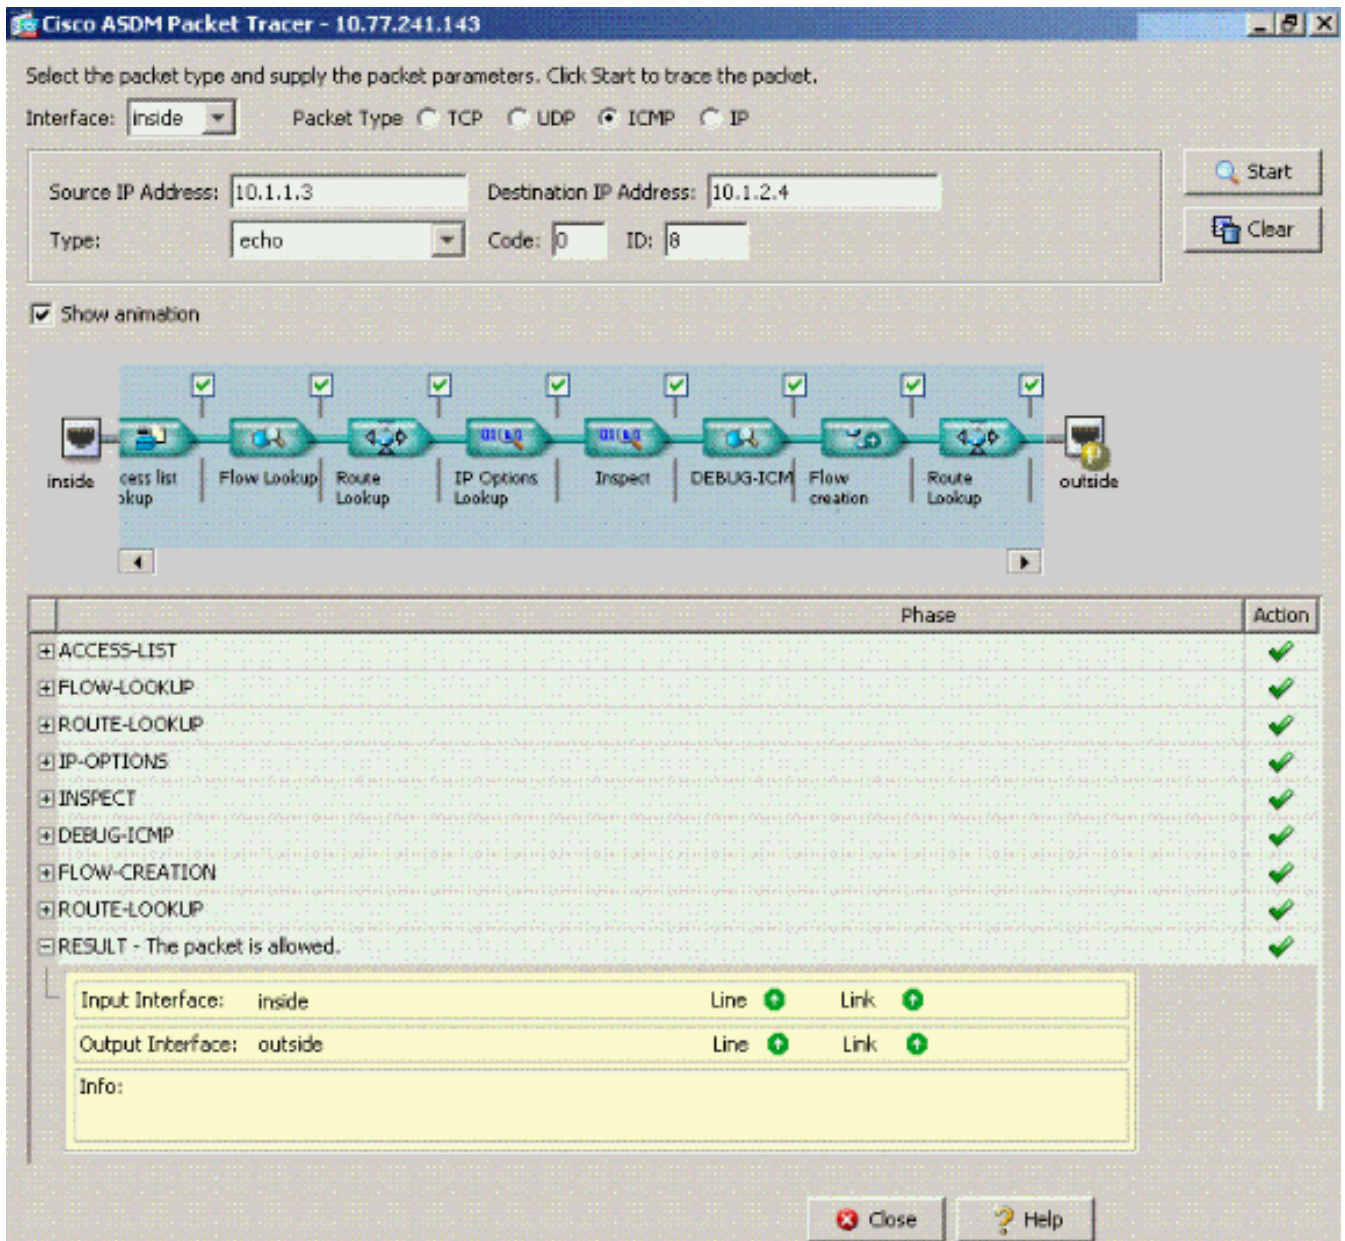 Cisco ASDM Packet Tracer - 10.77.241.143
Select the packet type and supply the packet parameters. Click Start to trace the packet.
Interface: inside Packet Type TCP UDP ICMP IP
Source IP Address: 10.1.1.3 Destination IP Address: 10.1.2.4
Start
Type: echo Code: 0 ID: 8
Clear
Show animation
inside
cess list
okup
Flow Lookup
Route
Lookup
IP Options
Lookup
Inspect
DEBUG-ICM
Flow
creation
Route
Lookup
outside
Phase Action
ACCESS-LIST
FLOW-LOOKUP
ROUTE-LOOKUP
IP-OPTIONS
INSPECT
DEBUG-ICMP
FLOW-CREATION
ROUTE-LOOKUP
RESULT - The packet is allowed.
Input Interface: inside Line Link
Output Interface: outside Line Link
Info:
Close Help